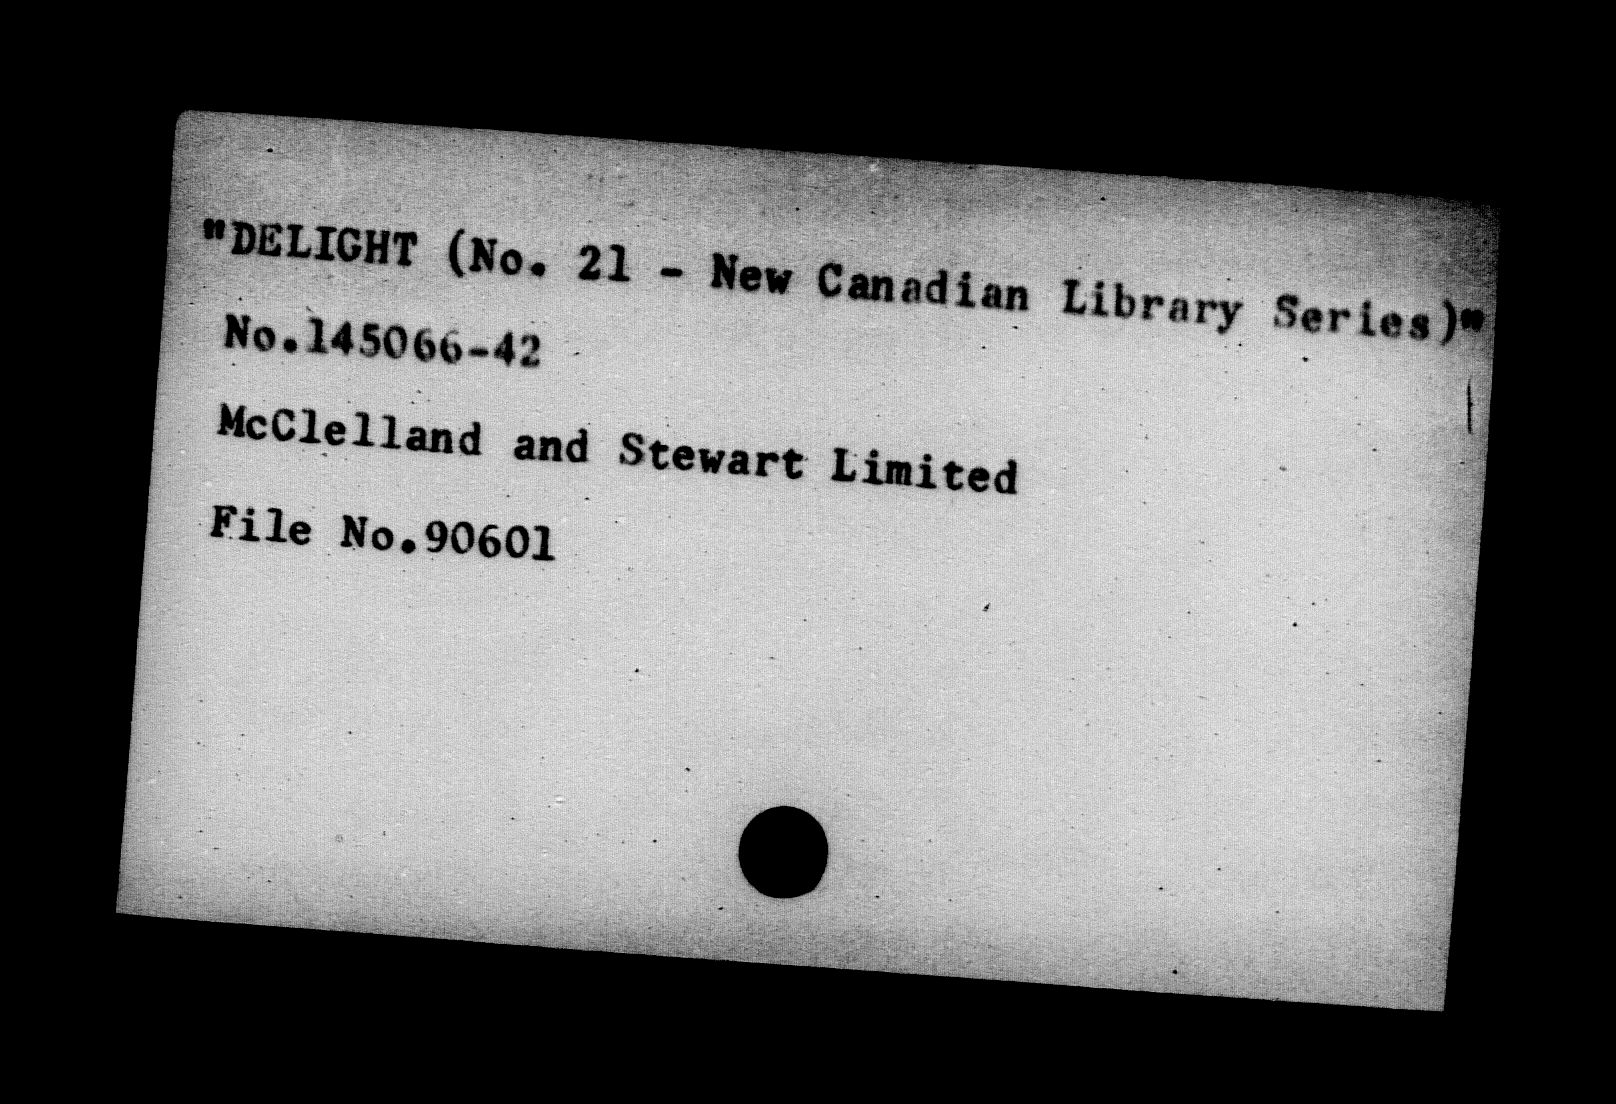 "DELIGHT (No. 21 - New Canadian Library Series)"
No.145066-42
McClelland and Stewart Limited
File No.90601